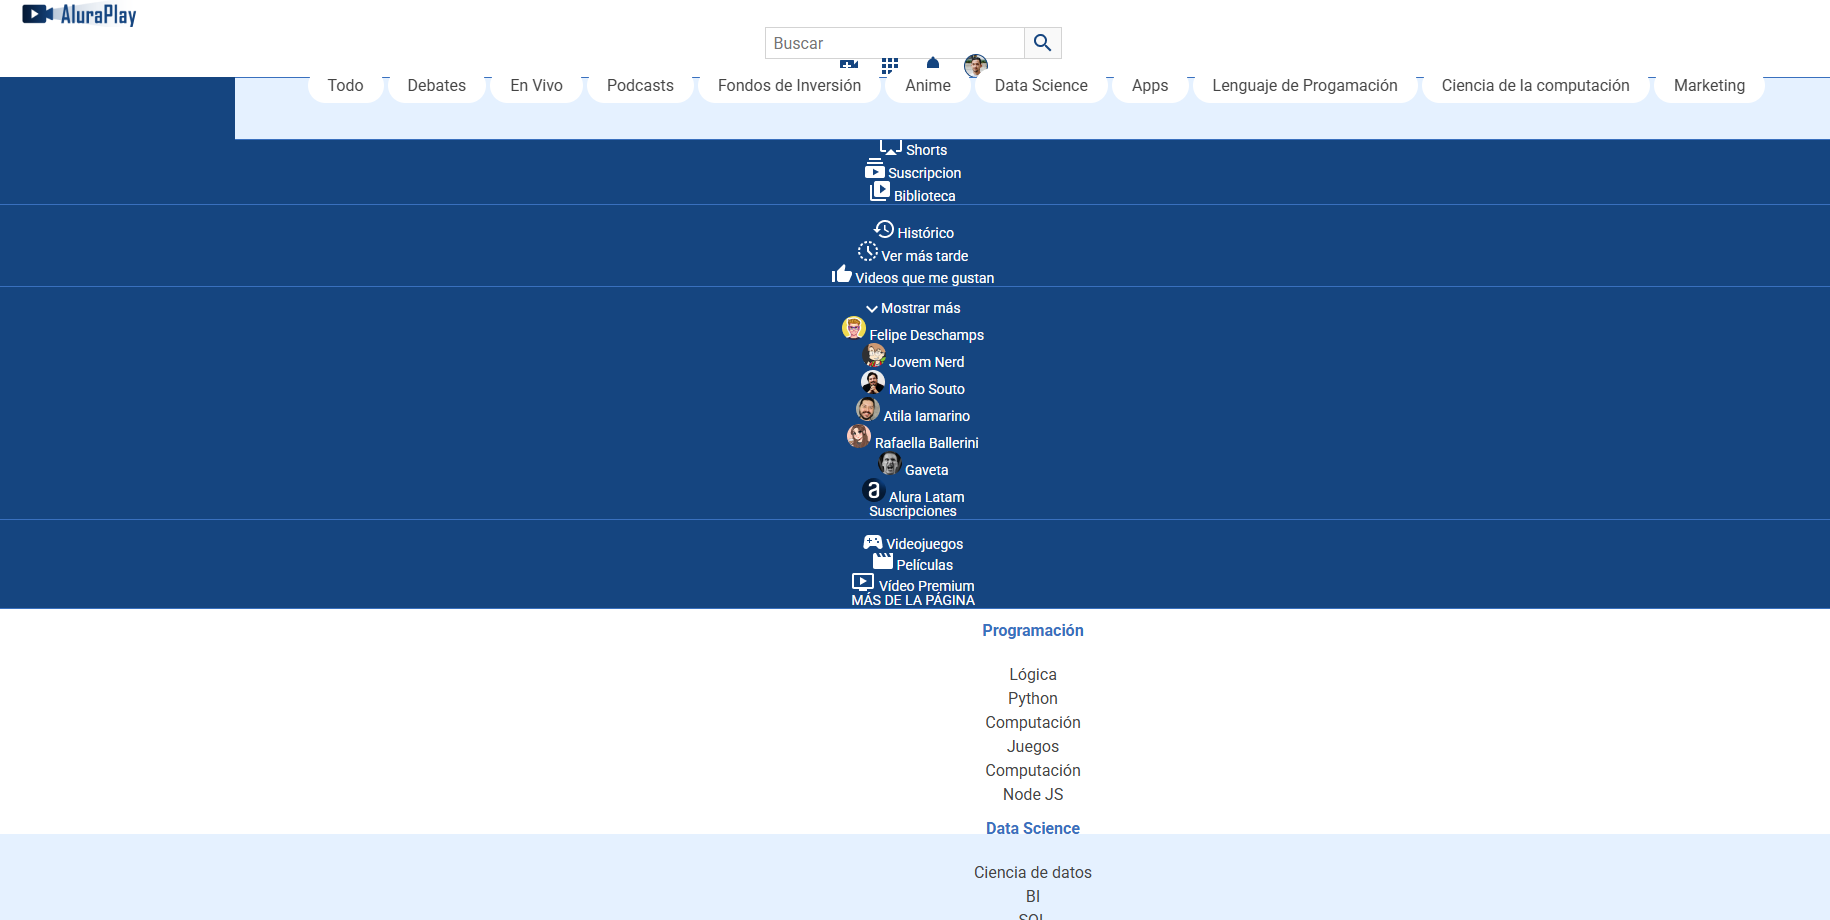 AluraPlay
Buscar
Todo Debates En Vivo Podcasts Fondos de Inversión Anime Data Science Apps Lenguaje de Progamación Ciencia de la computación Marketing
Shorts
Suscripcion
Biblioteca
Histórico
Ver más tarde
Videos que me gustan
Mostrar más
Felipe Deschamps
Jovem Nerd
Mario Souto
Atila Iamarino
Rafaella Ballerini
Gaveta
a Alura Latam
Suscripciones
Videojuegos
Películas
Vídeo Premium
MÁS DE LA PÁGINA
Programación
Lógica
Python
Computación
Juegos
Computación
Node JS
Data Science
Ciencia de datos
BI
SQL